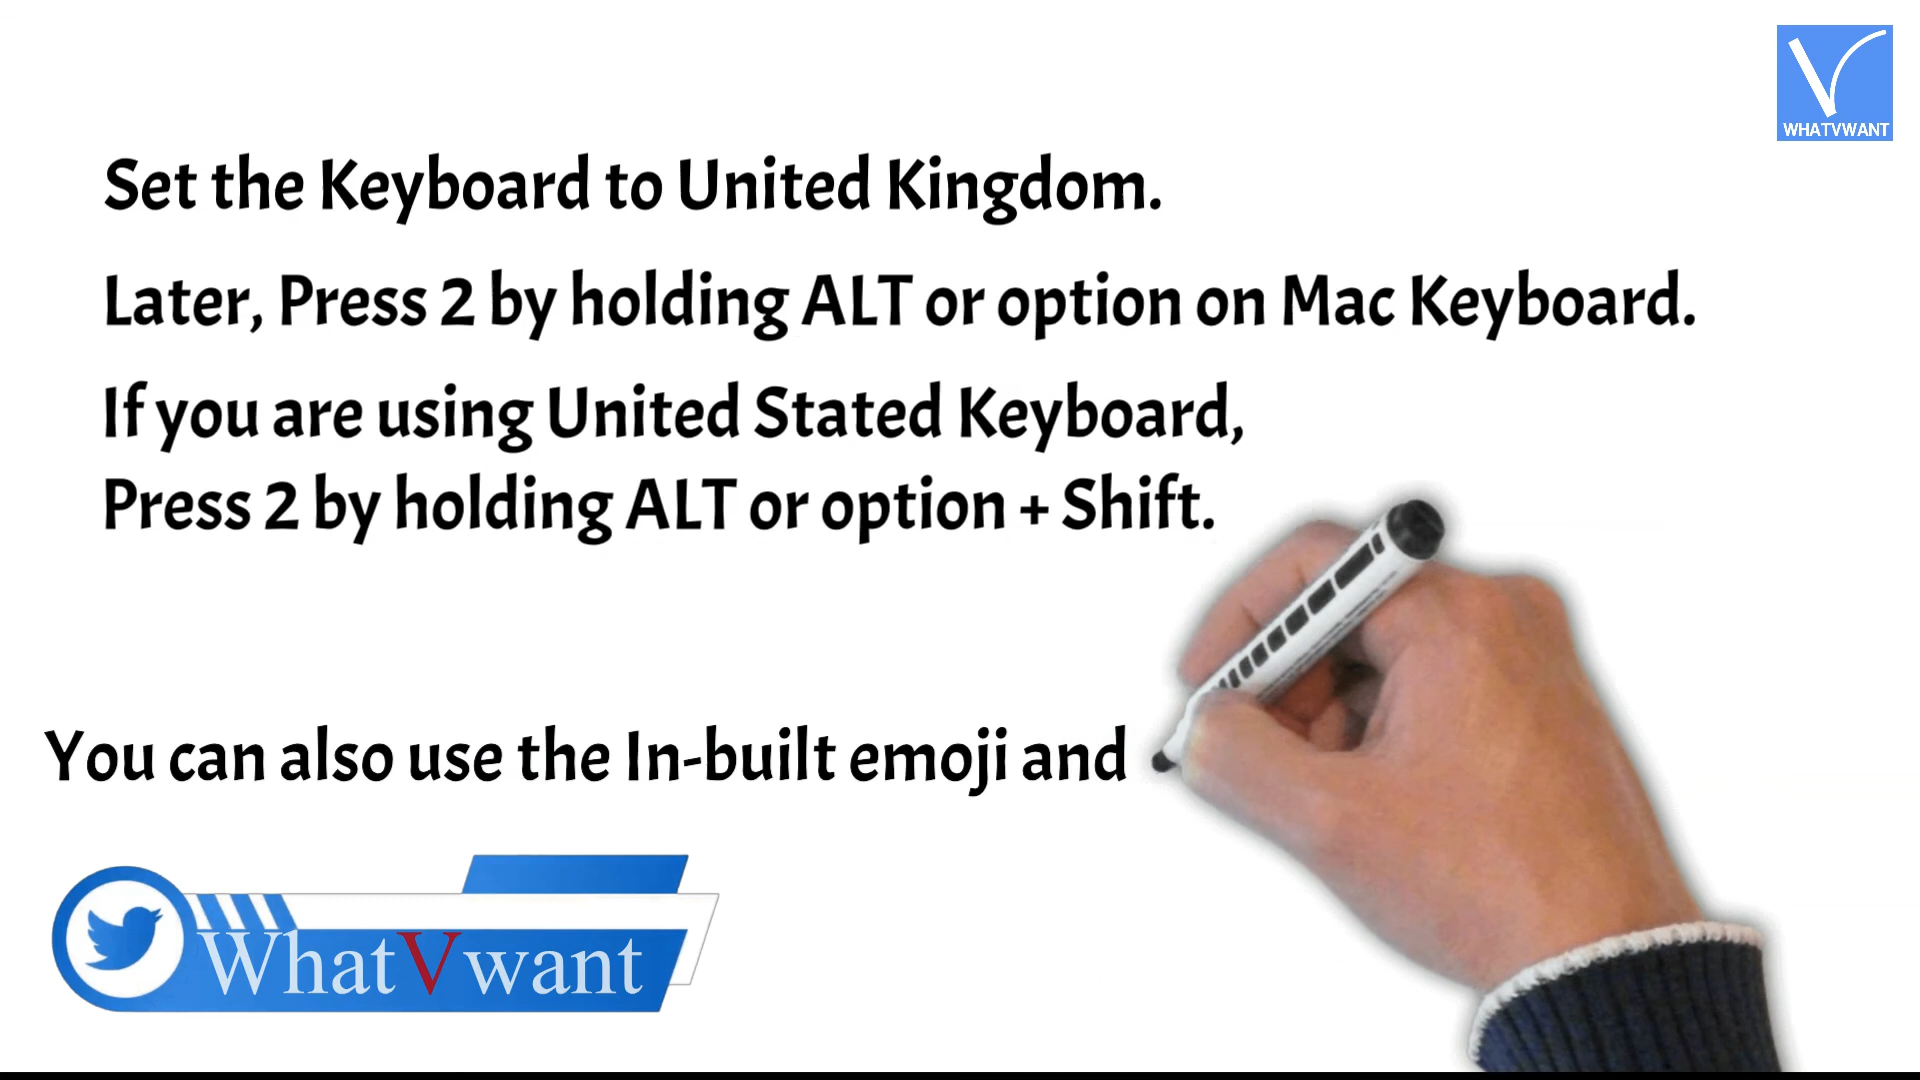 WHATVWANT
Set the Keyboard to United Kingdom.
Later, Press 2 by holding ALT or option on Mac Keyboard.
If you are using United Stated Keyboard,
Press 2 by holding ALT or option + Shift.
You can also use the In-built emoji and
WhatVwant